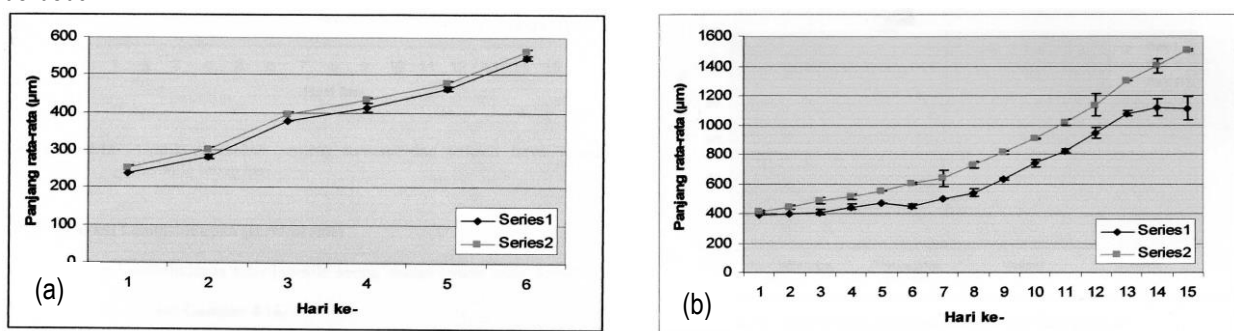 600
500
400
300
200
100
0
Panjang rata-rata (µm)
1 2 3 4 5 6
Hari ke-
Series1
Series2
(a)
1600
1400
1200
1000
800
600
400
200
0
Panjang rata-rata (µm)
1 2 3 4 5 6 7 8 9 10 11 12 13 14 15
Hari ke-
Series1
Series2
(b)